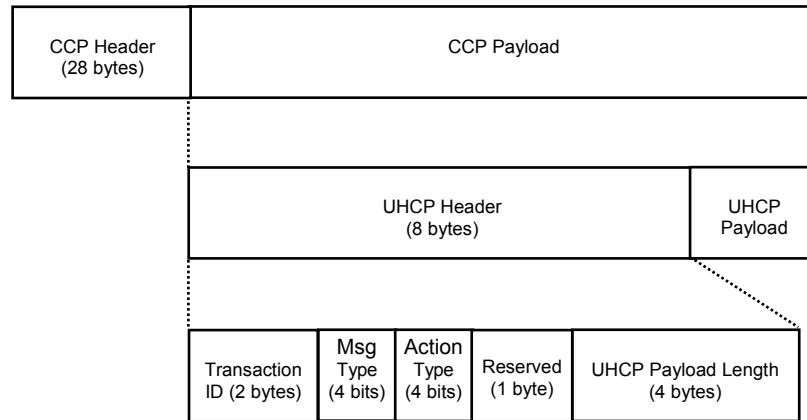 CCP Header
(28 bytes)
CCP Payload
UHCP Header
(8 bytes)
UHCP
Payload
Transaction
ID (2 bytes)
Msg
Type
(4 bits)
Action
Type
(4 bits)
Reserved
(1 byte)
UHCP Payload Length
(4 bytes)